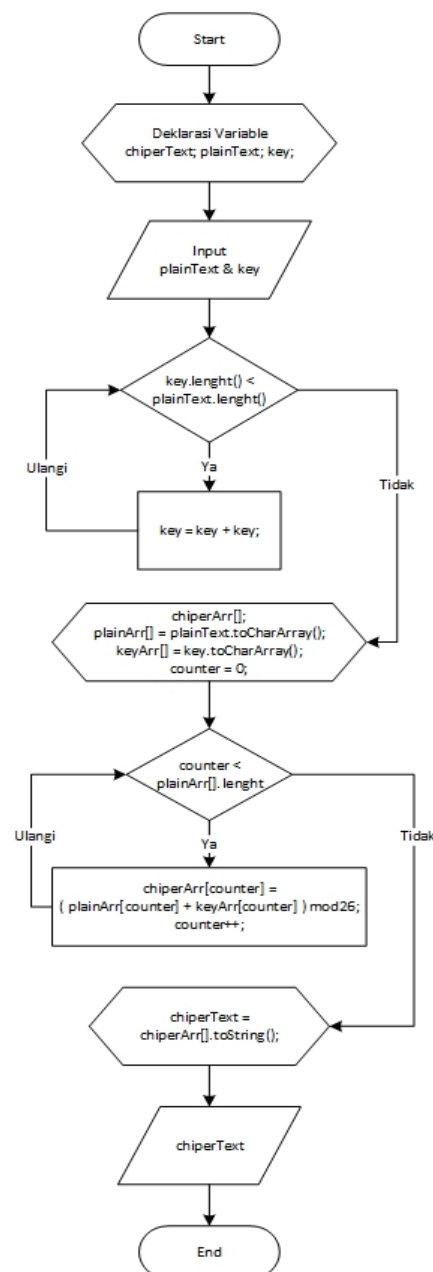 Start
Deklarasi Variable
chiperText; plainText; key;
Input
plainText & key
key.lenght() <
plainText.lenght()
Ulangi
Ya
Tidak
key = key + key;
chiperArr[];
plainArr[] = plainText.toCharArray();
keyArr[] = key.toCharArray();
counter = 0;
counter <
plainArr[].lenght
Ulangi
Ya
Tidak
chiperArr[counter] =
( plainArr[counter] + keyArr[counter] ) mod26;
counter++;
chiperText =
chiperArr[].toString();
chiperText
End